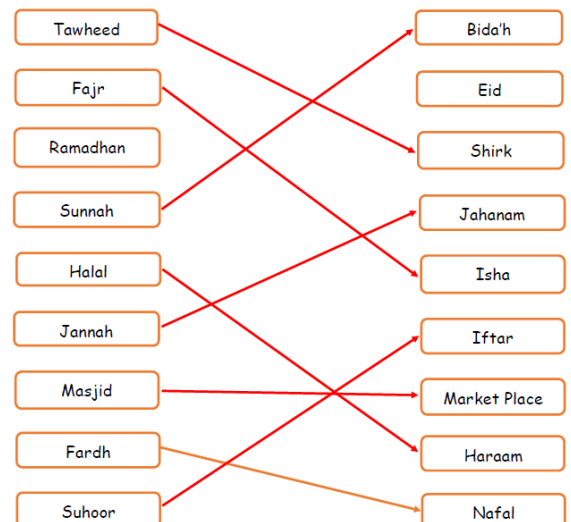 Tawheed
Bida'h
Fajr
Eid
Ramadhan
Shirk
Sunnah
Jahanam
Halal
Isha
Jannah
Iftar
Masjid
Market Place
Fardh
Haraam
Suhoor
Nafal